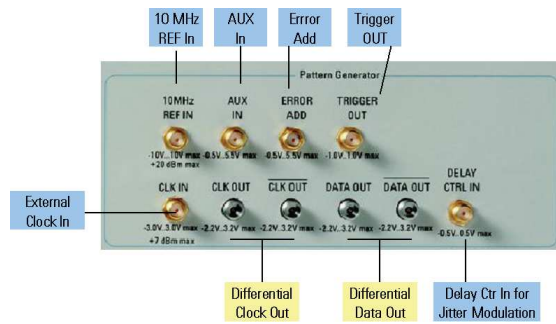 10 MHz
REF In
AUX
In
Errror
Add
Trigger
OUT
Pattern Generator
10MHz
REF IN
AUX
IN
ERROR
ADD
TRIGGER
OUT
-10V...10V max
+20 dBm max
-0.5V...5.5V max
-0.5V...5.5V max
-1.0V...1.0V max
External
Clock In
CLK IN
CLK OUT
CLK OUT
DATA OUT
DATA OUT
DELAY
CTRL IN
-3.0V...3.0V max
+7 dBm max
-2.2V...3.2V max
-2.2V...3.2V max
-2.2V...3.2V max
-2.2V...3.2V max
-0.5V...0.5V max
Differential
Clock Out
Differential
Data Out
Delay Ctr In for
Jitter Modulation